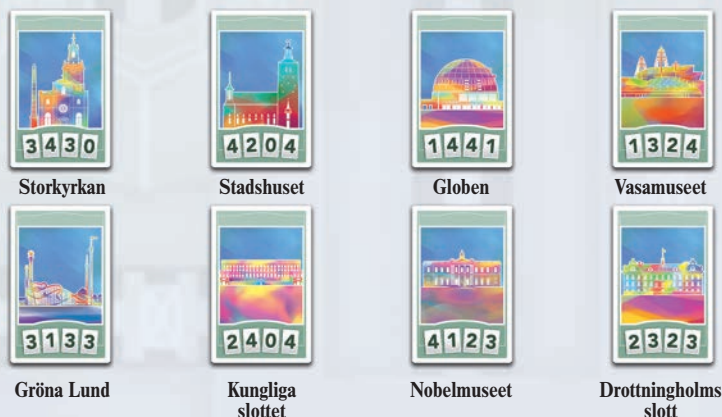 3430
4204
1441
1324
Storkyrkan
Stadshuset
Globen
Vasamuseet
3133
2404
4123
2323
Gröna Lund
Kungliga
slottet
Nobelmuseet
Drottningholms
slott